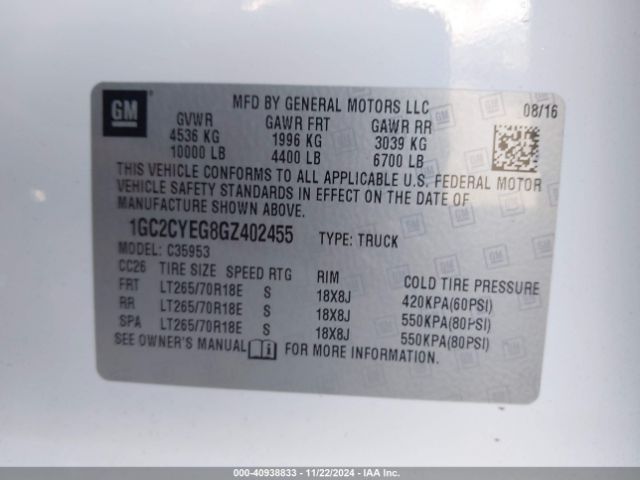 GM
MFD BY GENERAL MOTORS LLC
08/16
GVWR GAWR FRT GAWR RR
4536 KG 1996 KG 3039 KG
10000 LB 4400 LB 6700 LB
THIS VEHICLE CONFORMS TO ALL APPLICABLE U.S. FEDERAL MOTOR
VEHICLE SAFETY STANDARDS IN EFFECT ON THE DATE OF
MANUFACTURE SHOWN ABOVE.
1GC2CYEG8GZ402455 TYPE: TRUCK
MODEL: C35953
CC26 TIRE SIZE SPEED RTG RIM COLD TIRE PRESSURE
FRT LT265/70R18E S 18X8J 420KPA(60PSI)
RR LT265/70R18E S 18X8J 550KPA(80PSI)
SPA LT265/70R18E S 18X8J 550KPA(80PSI)
SEE OWNER'S MANUAL FOR MORE INFORMATION.
www.iaai.com - 40938833 - 11/22/2024 - IAA Inc.